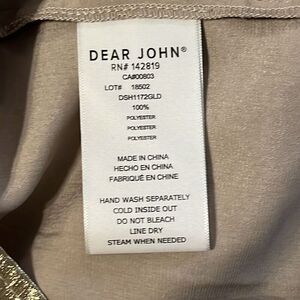 DEAR JOHN®
RN# 142819
CA#00803
LOT# 18502
DSH1172GLD
100%
POLYESTER
POLYESTER
POLYESTER
MADE IN CHINA
HECHO EN CHINA
FABRIQUÉ EN CHINE
HAND WASH SEPARATELY
COLD INSIDE OUT
DO NOT BLEACH
LINE DRY
STEAM WHEN NEEDED